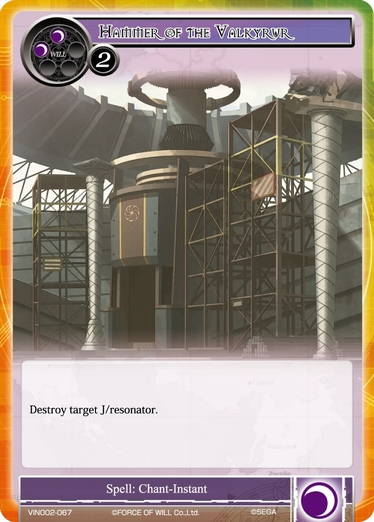 Hammer of the Valkyrur
WILL
2
Destroy target J/resonator.
Spell: Chant-Instant
VIN002-067 ©FORCE OF WILL Co.,Ltd. ©SEGA